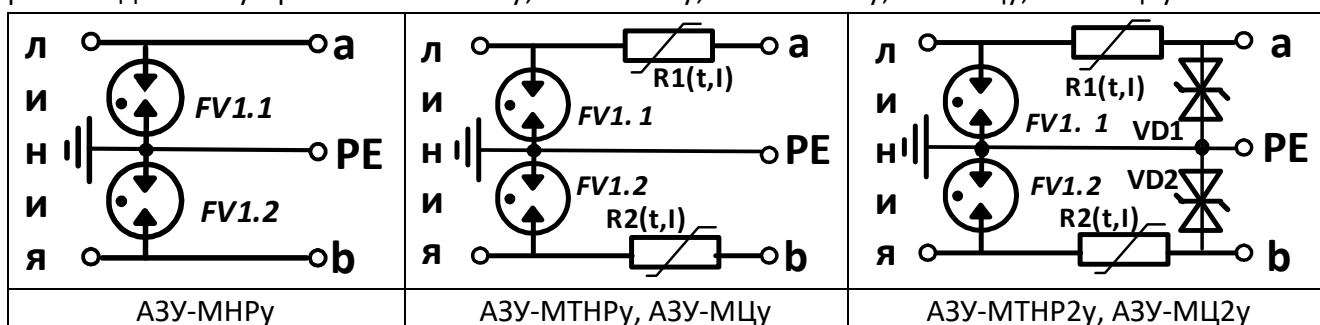 л
и
н
и
я
a
FV1.1
PE
FV1.2
b
АЗУ-МНРу
л
и
н
и
я
a
R1(t,I)
FV1. 1
PE
FV1.2
R2(t,I)
b
АЗУ-МТНРу, АЗУ-МЦу
л
и
н
и
я
a
R1(t,I)
FV1. 1
VD1
PE
FV1.2
VD2
R2(t,I)
b
АЗУ-МТНР2у, АЗУ-МЦ2у